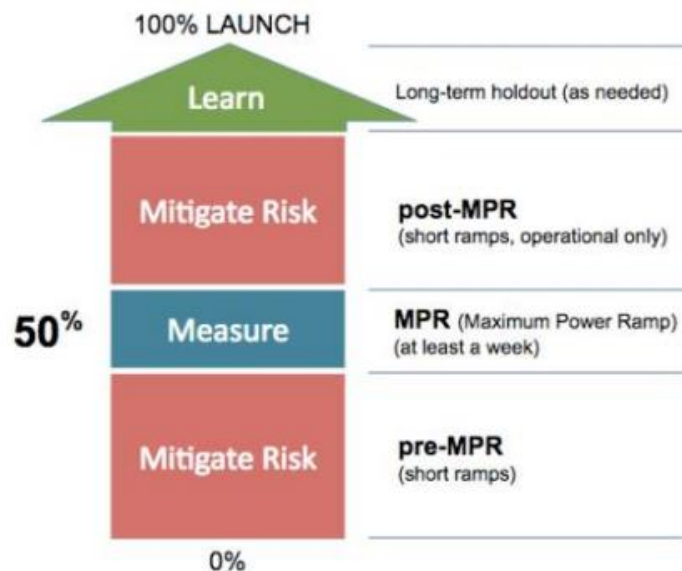 100% LAUNCH
Learn
Long-term holdout (as needed)
Mitigate Risk
post-MPR
(short ramps, operational only)
50%
Measure
MPR (Maximum Power Ramp)
(at least a week)
Mitigate Risk
pre-MPR
(short ramps)
0%